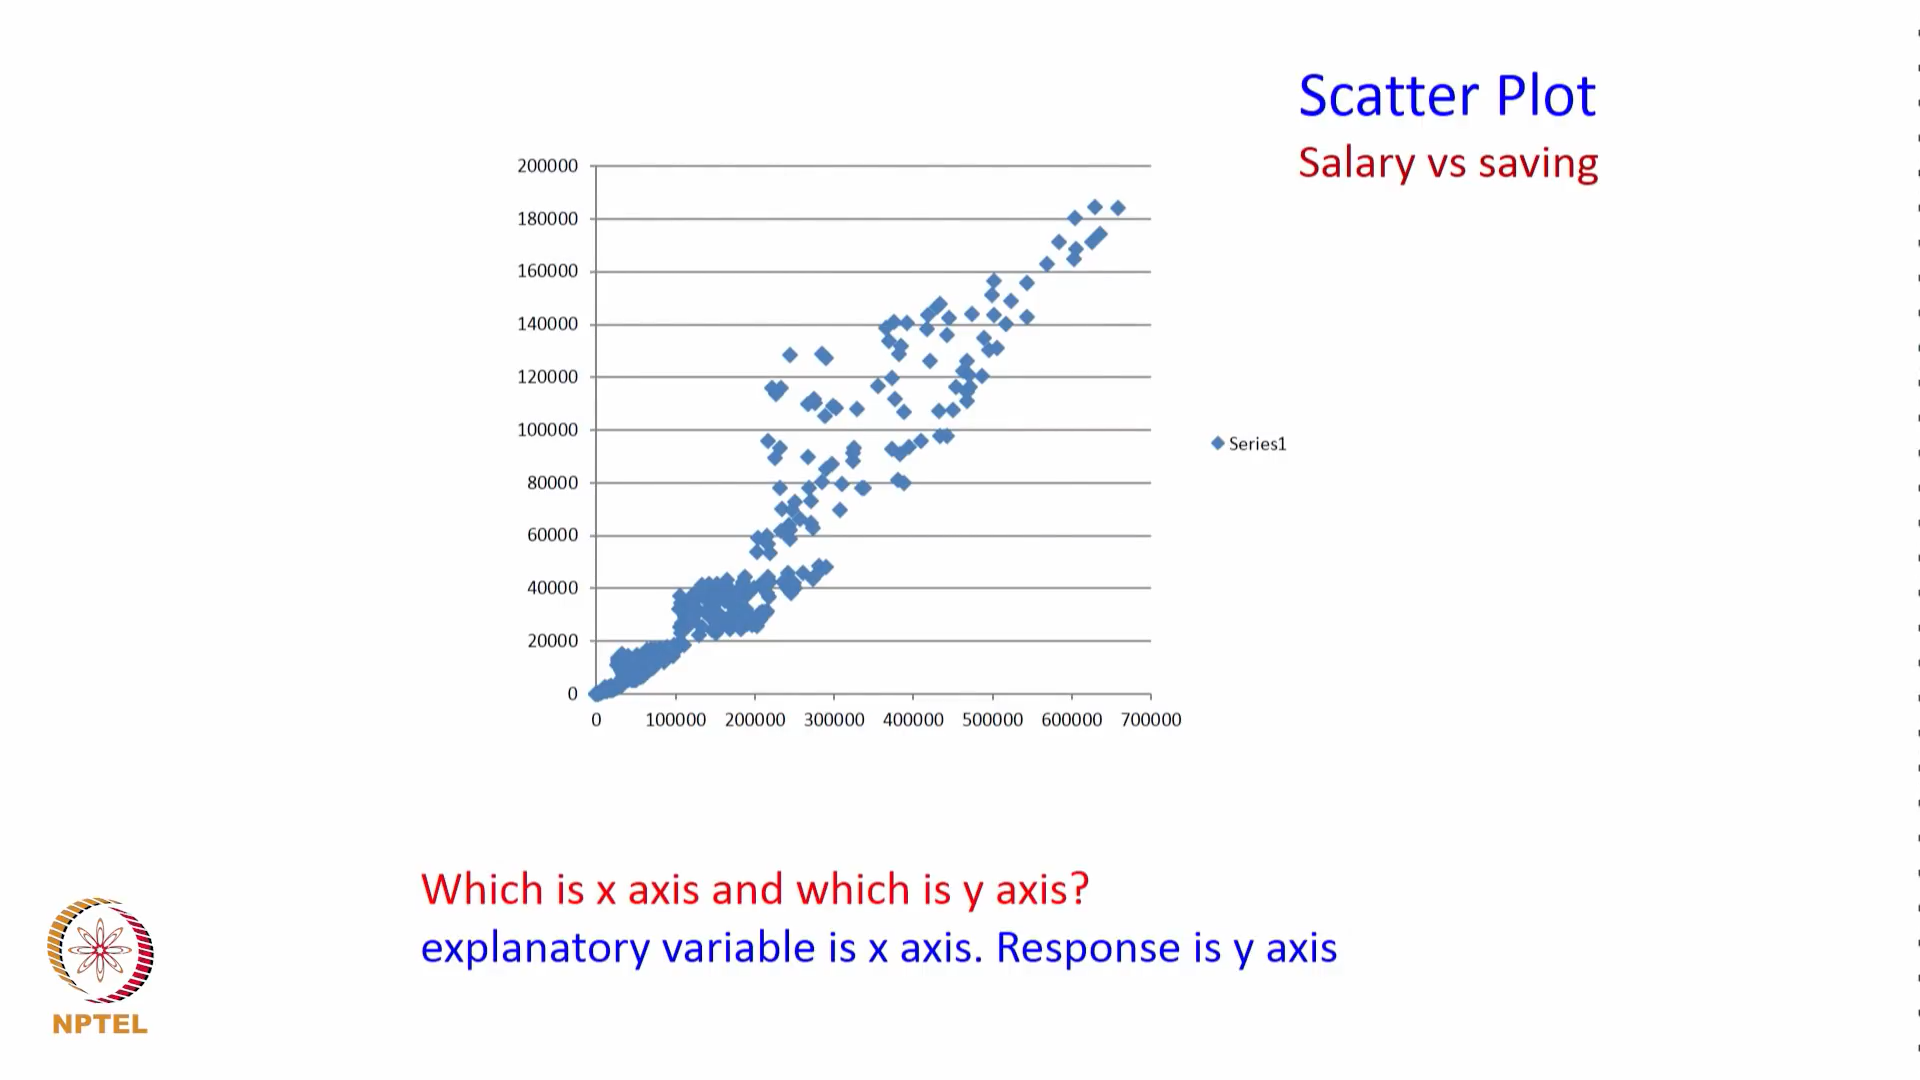 Scatter Plot
Salary vs saving
200000
180000
160000
140000
120000
100000
80000
60000
40000
20000
0
0 100000 200000 300000 400000 500000 600000 700000
Series1
Which is x axis and which is y axis?
explanatory variable is x axis. Response is y axis
NPTEL